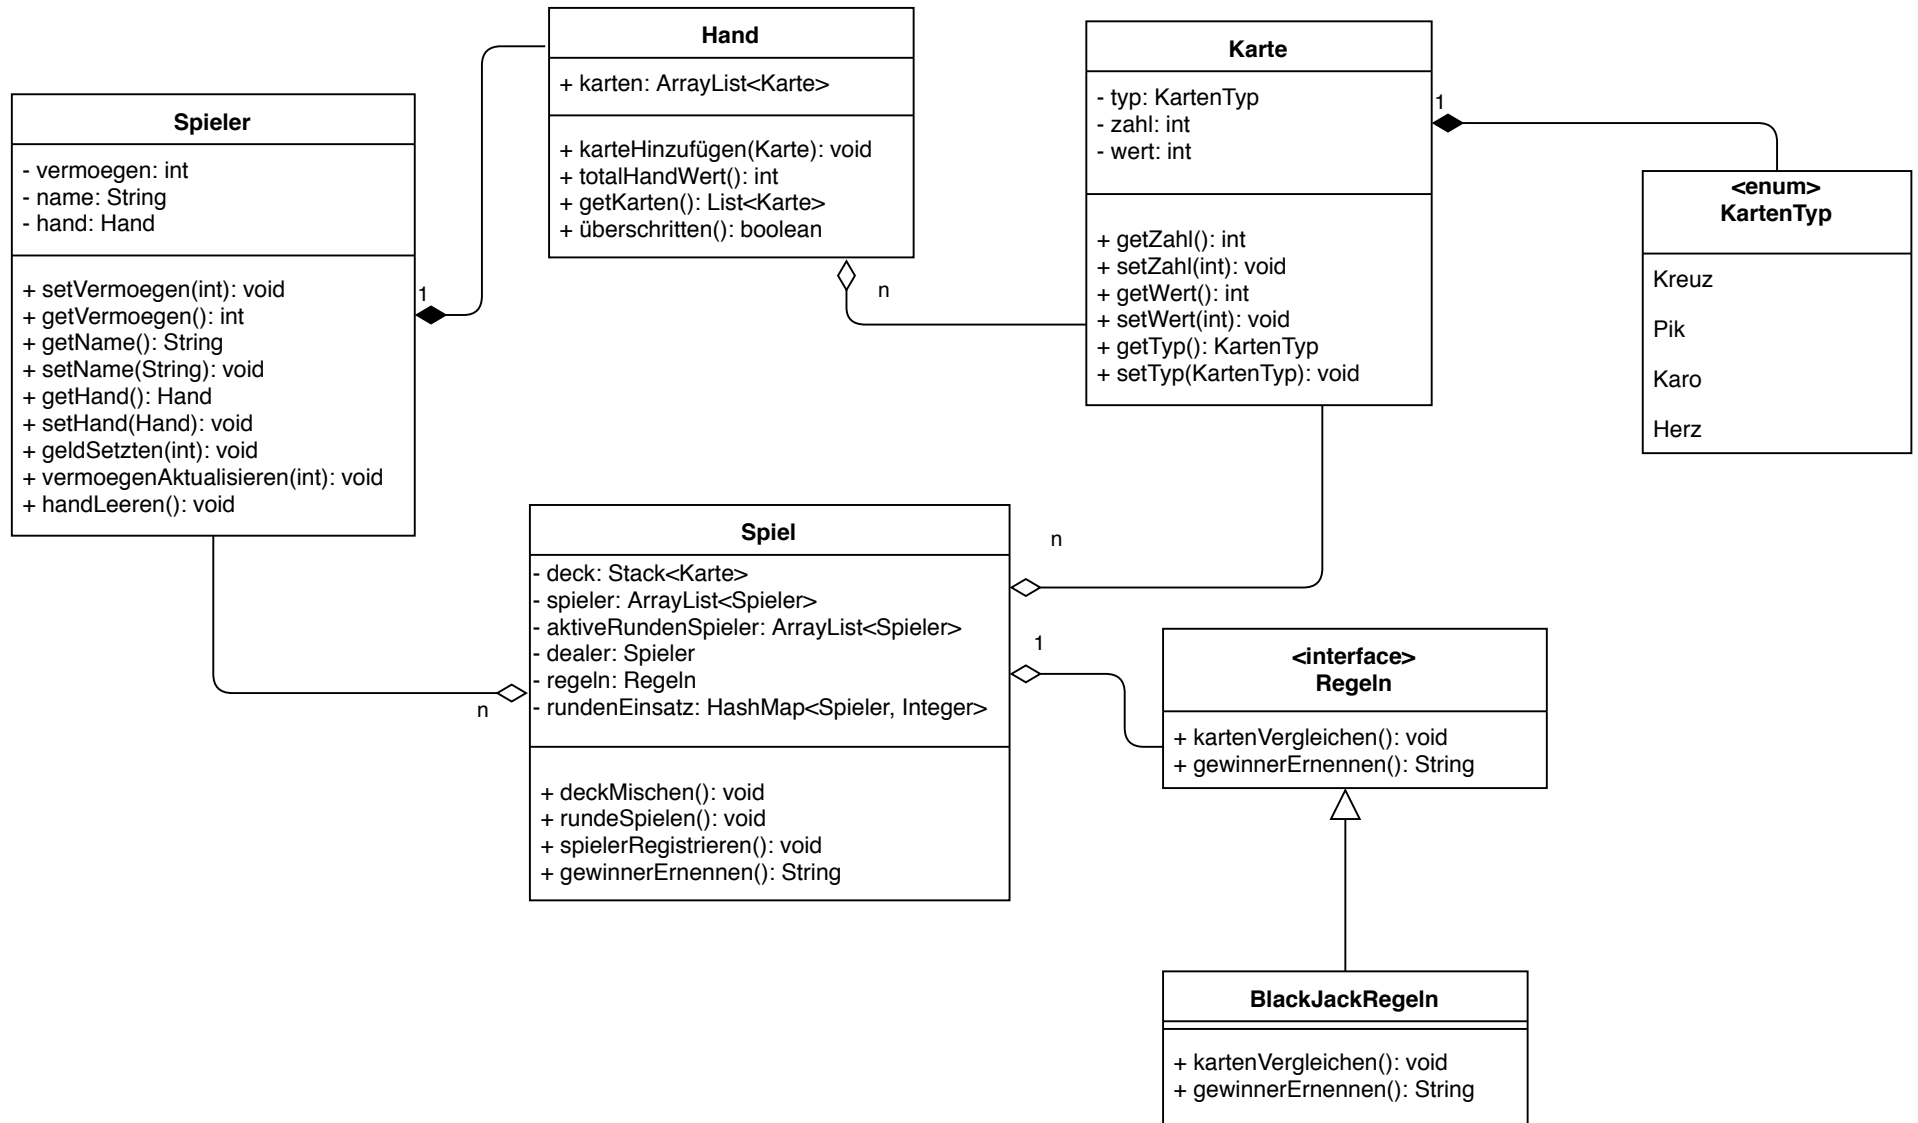 Hand
+ karten: ArrayList<Karte>
+ karteHinzufügen(Karte): void
+ totalHandWert(): int
+ getKarten(): List<Karte>
+ überschritten(): boolean
n
Karte
- typ: KartenTyp
- zahl: int
- wert: int
+ getZahl(): int
+ setZahl(int): void
+ getWert(): int
+ setWert(int): void
+ getTyp(): KartenTyp
+ setTyp(KartenTyp): void
1
<enum>
KartenTyp
Kreuz
Pik
Karo
Herz
Spieler
- vermoegen: int
- name: String
- hand: Hand
+ setVermoegen(int): void
+ getVermoegen(): int
+ getName(): String
+ setName(String): void
+ getHand(): Hand
+ setHand(Hand): void
+ geldSetzten(int): void
+ vermoegenAktualisieren(int): void
+ handLeeren(): void
1
Spiel
- deck: Stack<Karte>
- spieler: ArrayList<Spieler>
- aktiveRundenSpieler: ArrayList<Spieler>
- dealer: Spieler
- regeln: Regeln
- rundenEinsatz: HashMap<Spieler, Integer>
+ deckMischen(): void
+ rundeSpielen(): void
+ spielerRegistrieren(): void
+ gewinnerErnennen(): String
n
n
1
<interface>
Regeln
+ kartenVergleichen(): void
+ gewinnerErnennen(): String
BlackJackRegeln
+ kartenVergleichen(): void
+ gewinnerErnennen(): String